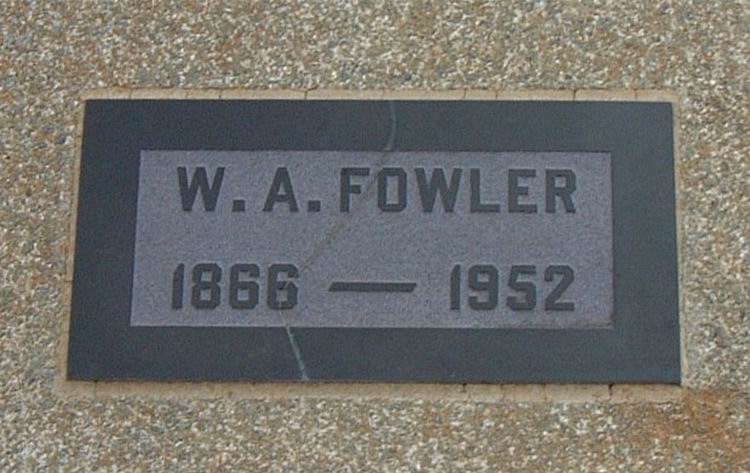 W. A. FOWLER
1866 — 1952